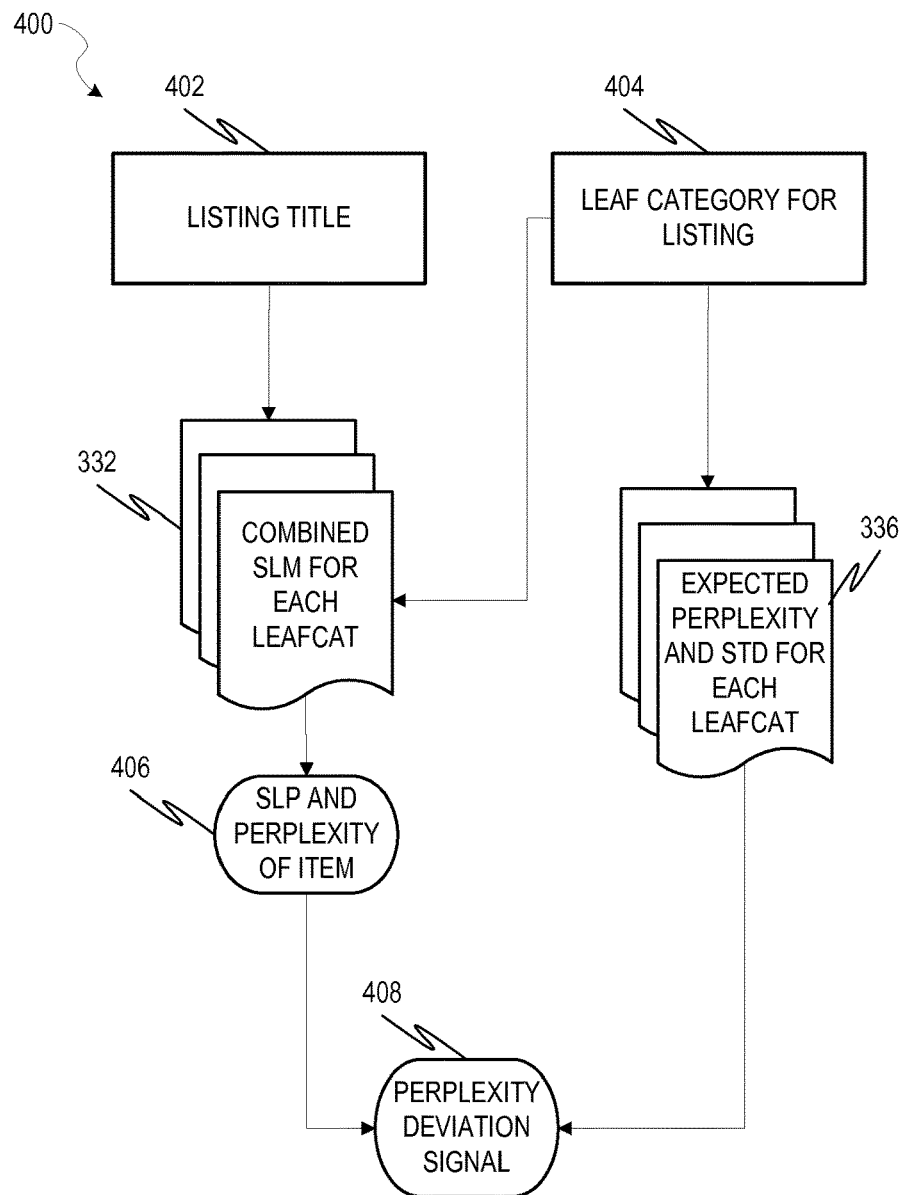 400
402
404
LISTING TITLE
LEAF CATEGORY FOR
LISTING
332
COMBINED
SLM FOR
EACH
LEAFCAT
336
EXPECTED
PERPLEXITY
AND STD FOR
EACH
LEAFCAT
406
SLP AND
PERPLEXITY
OF ITEM
408
PERPLEXITY
DEVIATION
SIGNAL